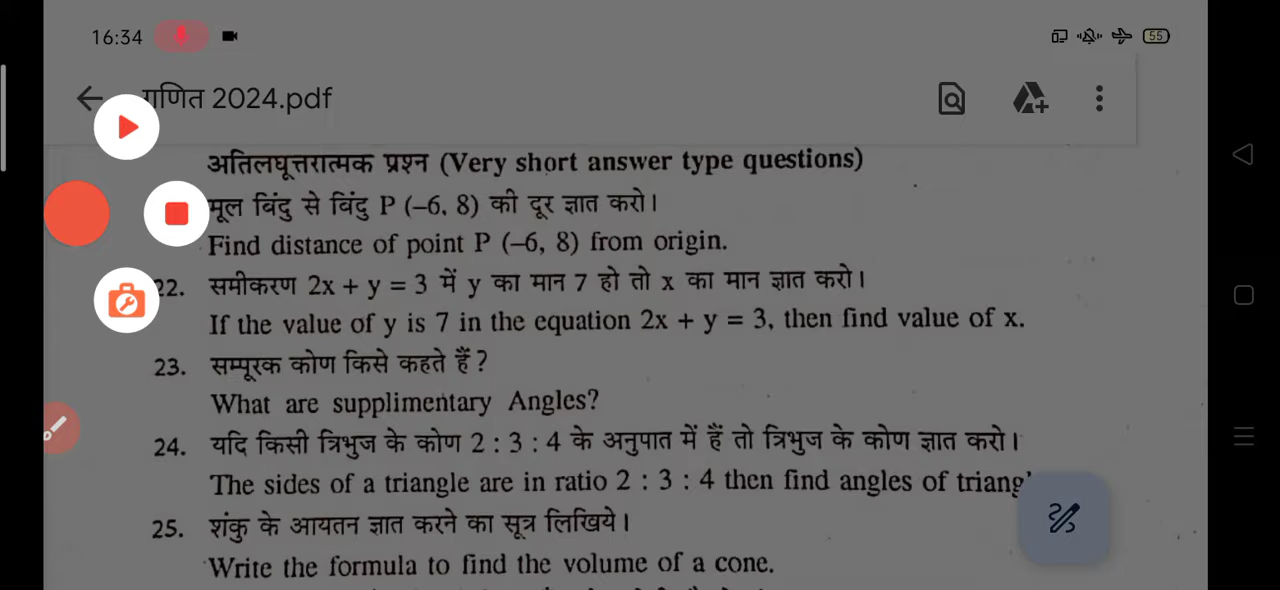 16:34
55
गणित 2024.pdf
अतिलघूत्तरात्मक प्रश्न (Very short answer type questions)
मूल बिंदु से बिंदु P (–6, 8) की दूर ज्ञात करो।
Find distance of point P (–6, 8) from origin.
22. समीकरण 2x + y = 3 में y का मान 7 हो तो x का मान ज्ञात करो।
If the value of y is 7 in the equation 2x + y = 3, then find value of x.
23. सम्पूरक कोण किसे कहते हैं?
What are supplimentary Angles?
24. यदि किसी त्रिभुज के कोण 2 : 3 : 4 के अनुपात में हैं तो त्रिभुज के कोण ज्ञात करो।
The sides of a triangle are in ratio 2 : 3 : 4 then find angles of triang
25. शंकु के आयतन ज्ञात करने का सूत्र लिखिये।
Write the formula to find the volume of a cone.